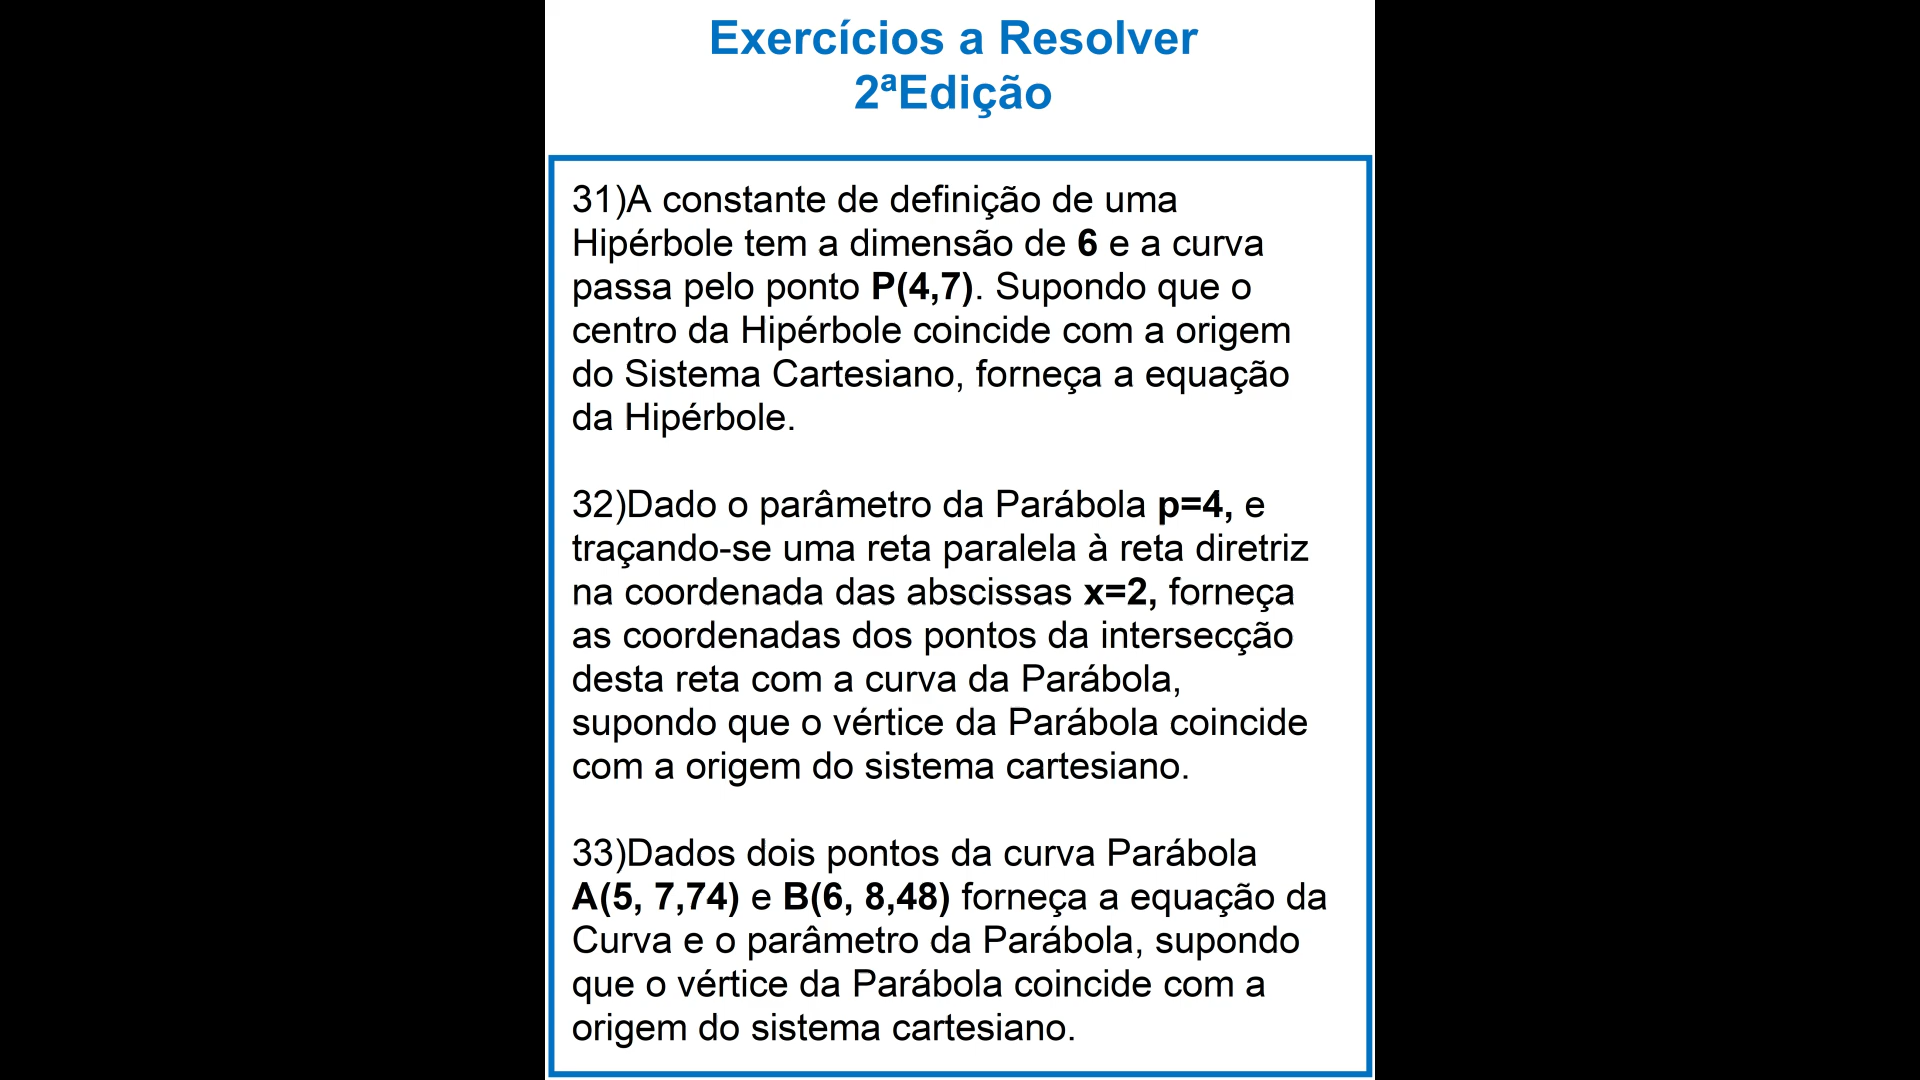 Exercícios a Resolver
2ªEdição
31)A constante de definição de uma
Hipérbole tem a dimensão de 6 e a curva
passa pelo ponto P(4,7). Supondo que o
centro da Hipérbole coincide com a origem
do Sistema Cartesiano, forneça a equação
da Hipérbole.
32)Dado o parâmetro da Parábola p=4, e
traçando-se uma reta paralela à reta diretriz
na coordenada das abscissas x=2, forneça
as coordenadas dos pontos da intersecção
desta reta com a curva da Parábola,
supondo que o vértice da Parábola coincide
com a origem do sistema cartesiano.
33)Dados dois pontos da curva Parábola
A(5, 7,74) e B(6, 8,48) forneça a equação da
Curva e o parâmetro da Parábola, supondo
que o vértice da Parábola coincide com a
origem do sistema cartesiano.